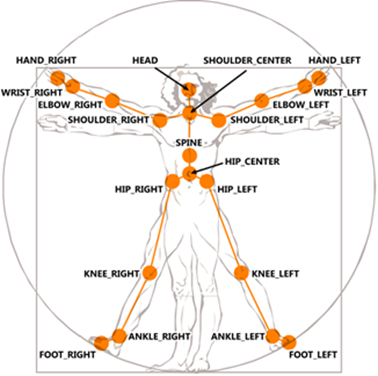 HAND_RIGHT
HEAD
SHOULDER_CENTER
HAND_LEFT
WRIST_RIGHT
WRIST_LEFT
ELBOW_RIGHT
ELBOW_LEFT
SHOULDER_RIGHT
SHOULDER_LEFT
SPINE
HIP_CENTER
HIP_RIGHT
HIP_LEFT
KNEE_RIGHT
KNEE_LEFT
ANKLE_RIGHT
ANKLE_LEFT
FOOT_RIGHT
FOOT_LEFT